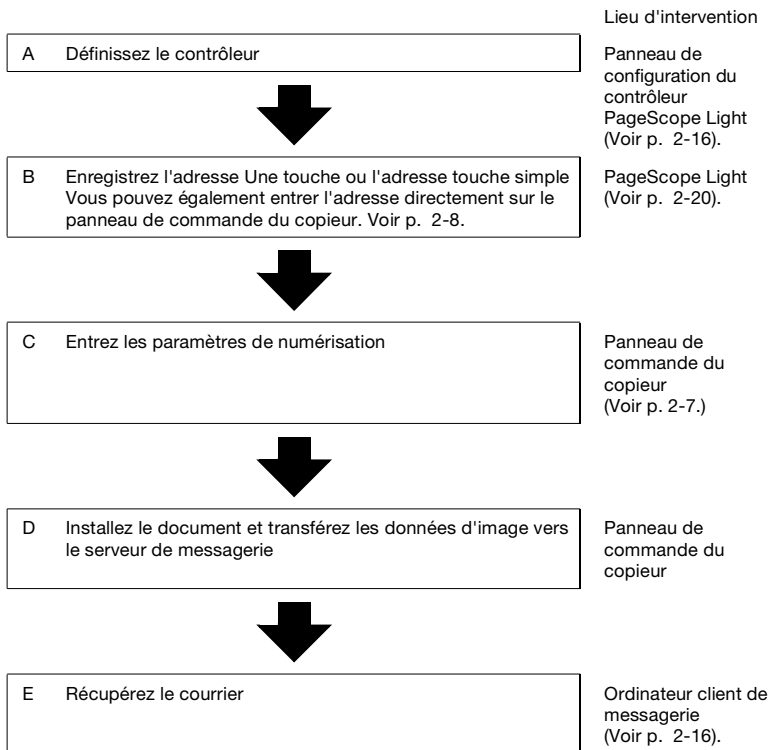 Lieu d'intervention
A Définissez le contrôleur
Panneau de
configuration du
contrôleur
PageScope Light
(Voir p. 2-16).
B Enregistrez l'adresse Une touche ou l'adresse touche simple
Vous pouvez également entrer l'adresse directement sur le
panneau de commande du copieur. Voir p. 2-8.
PageScope Light
(Voir p. 2-20).
C Entrez les paramètres de numérisation
Panneau de
commande du
copieur
(Voir p. 2-7.)
D Installez le document et transférez les données d'image vers
le serveur de messagerie
Panneau de
commande du
copieur
E Récupérez le courrier
Ordinateur client de
messagerie
(Voir p. 2-16).